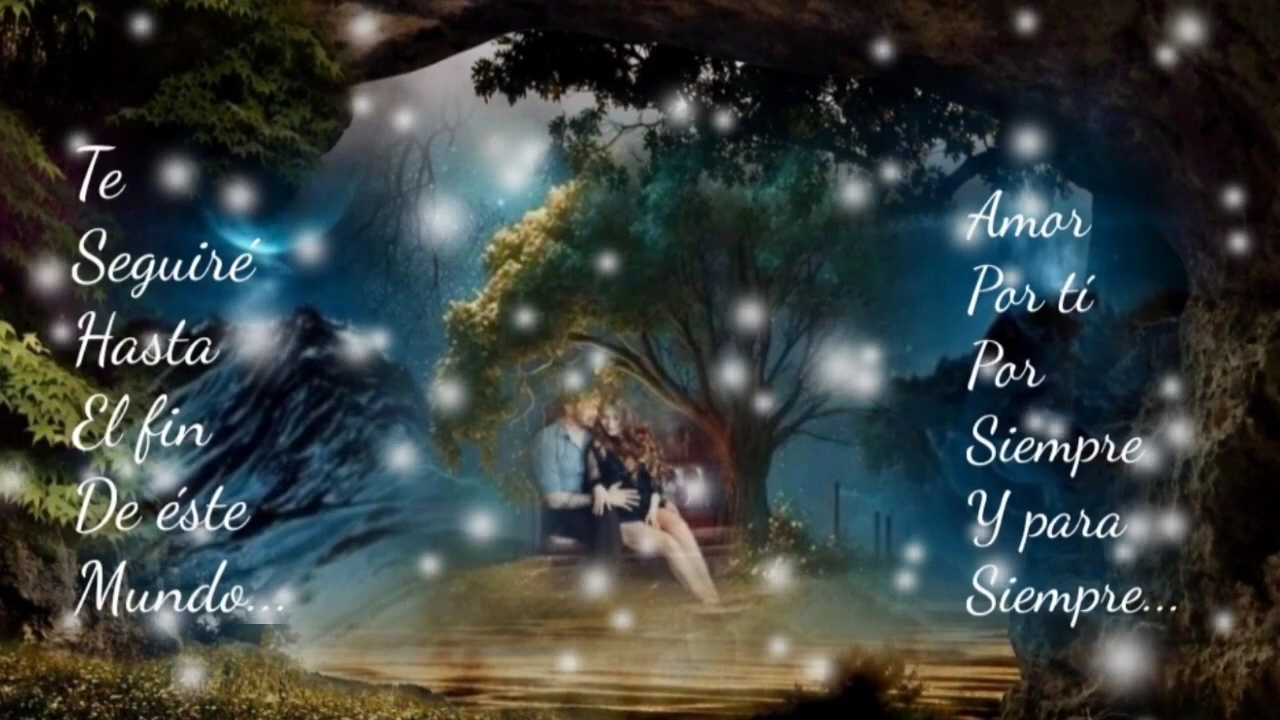 Te
Seguiré
Hasta
El fin
De éste
Mundo...
Amor
Por tí
Por
Siempre
Y para
Siempre...